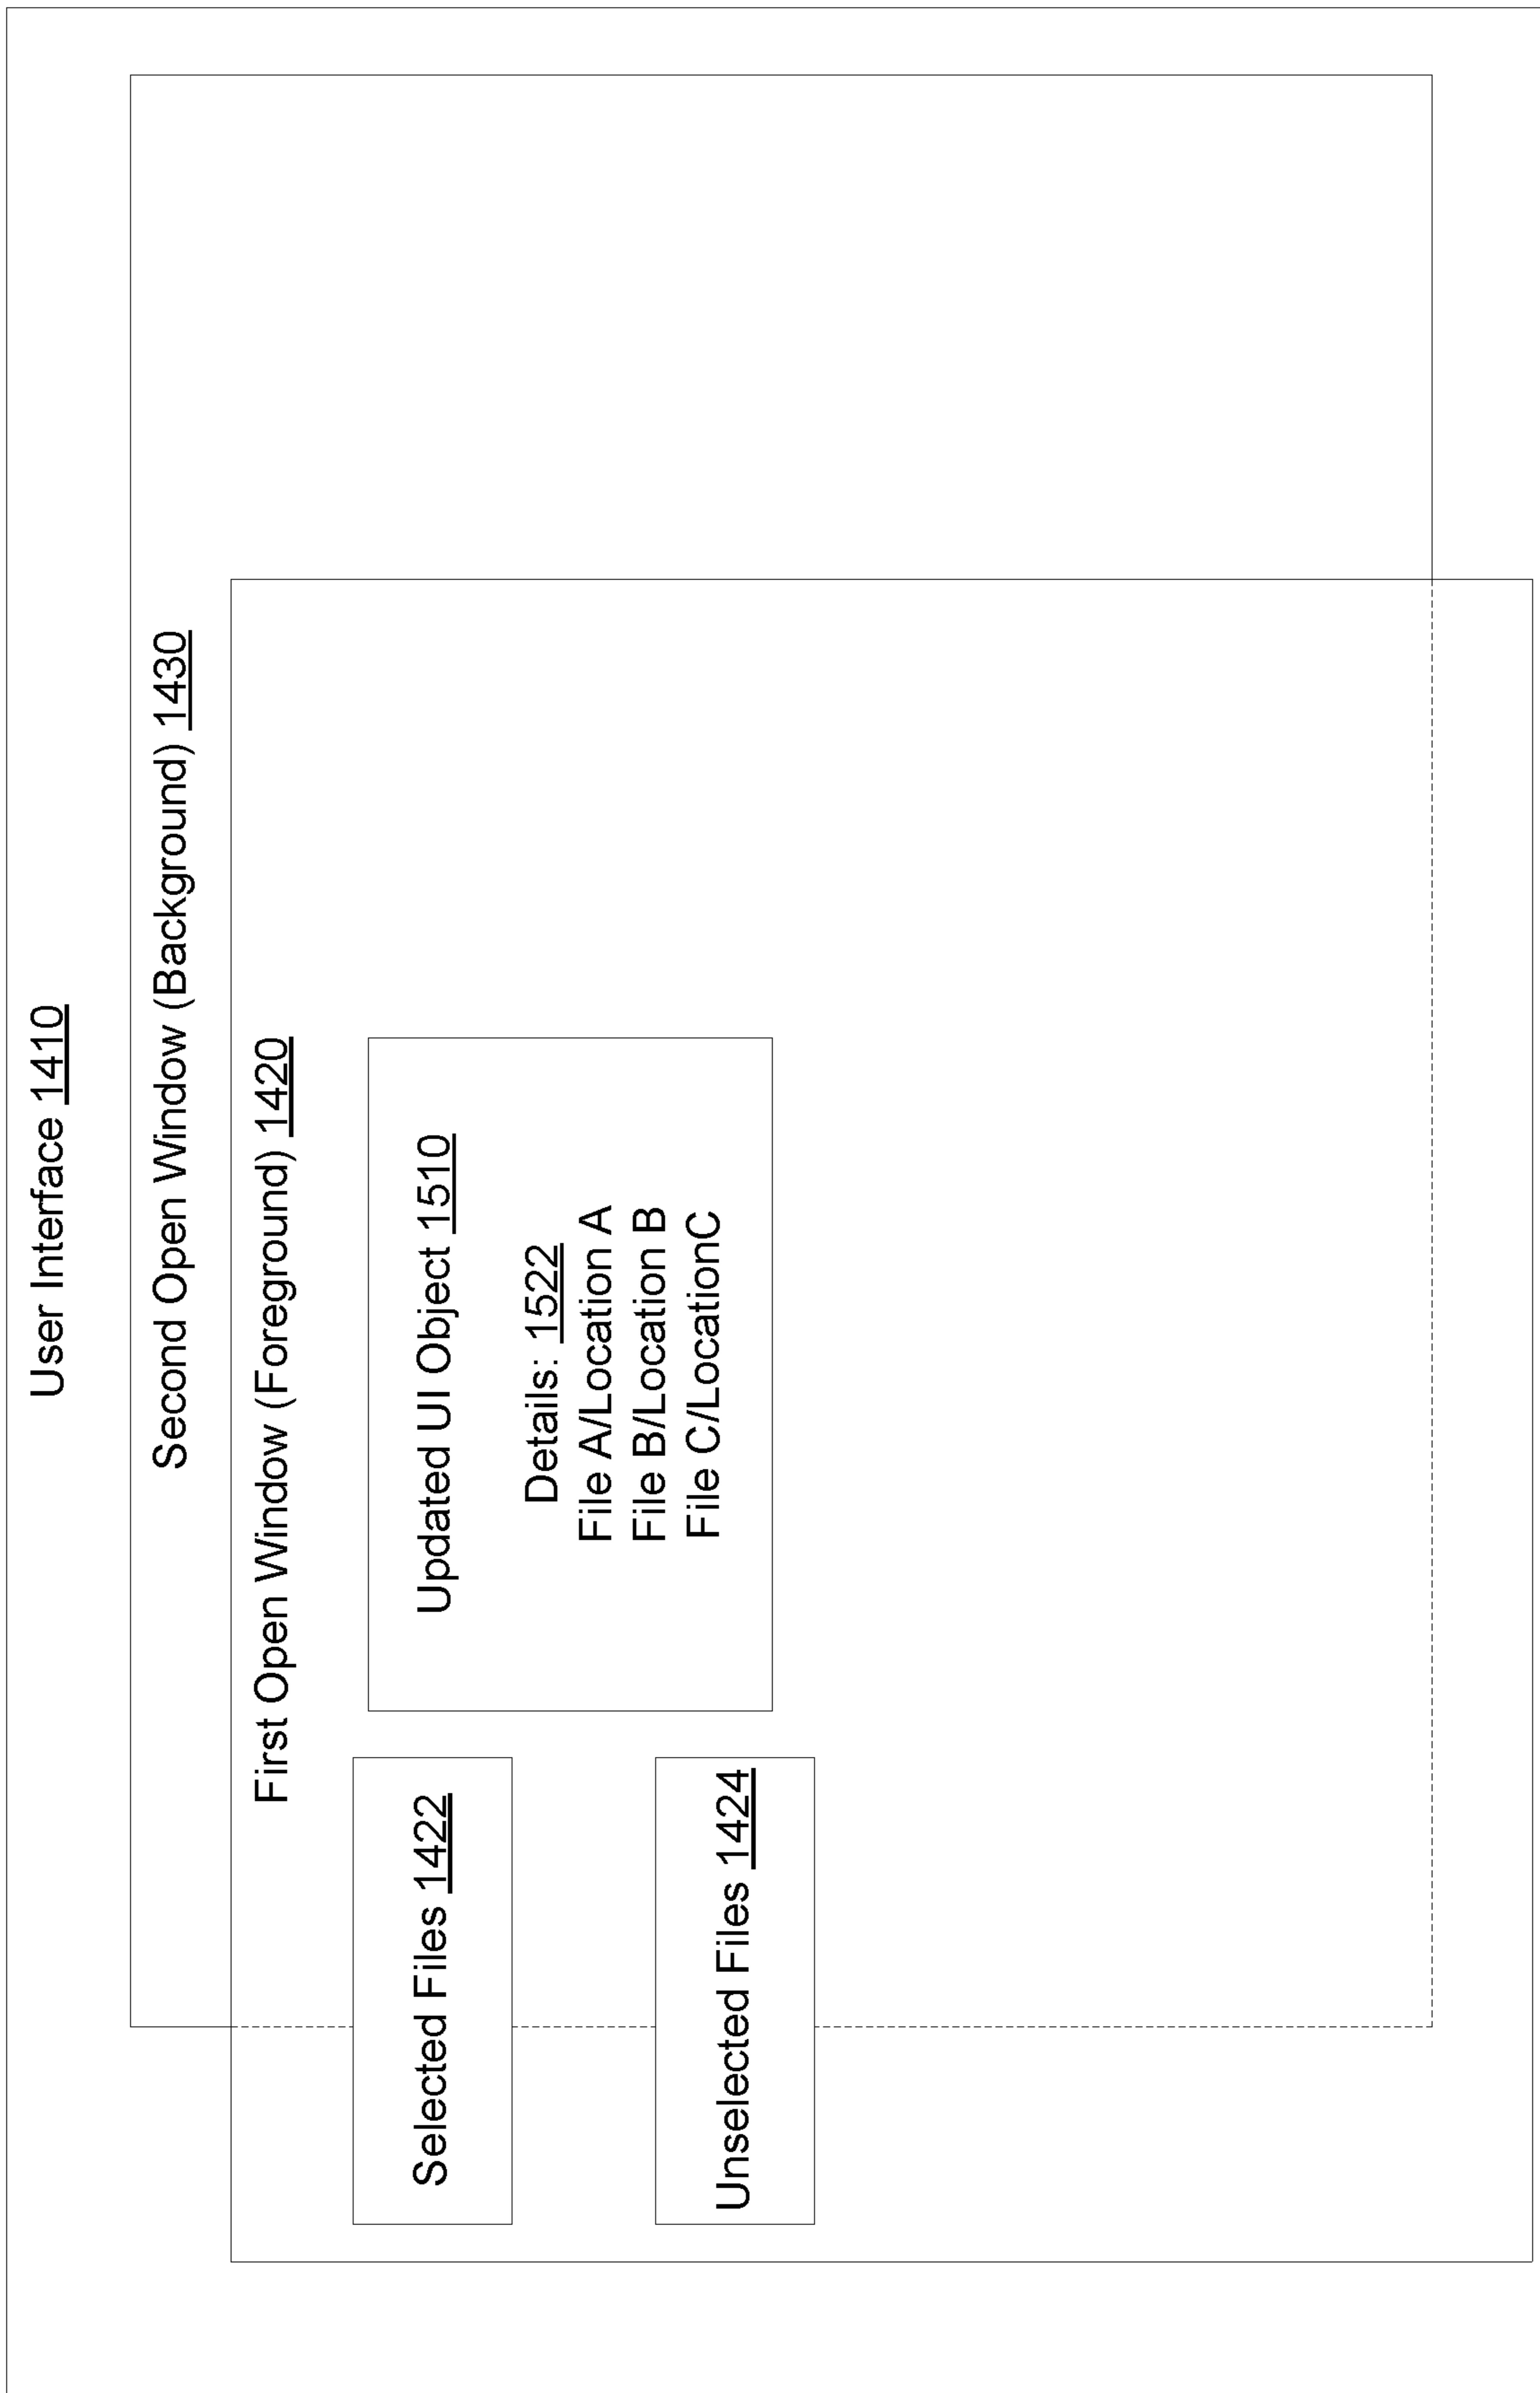 User Interface 1410
Second Open Window (Background) 1430
First Open Window (Foreground) 1420
Selected Files 1422
Updated UI Object 1510
Details: 1522
File A/Location A
File B/Location B
File C/LocationC
Unselected Files 1424